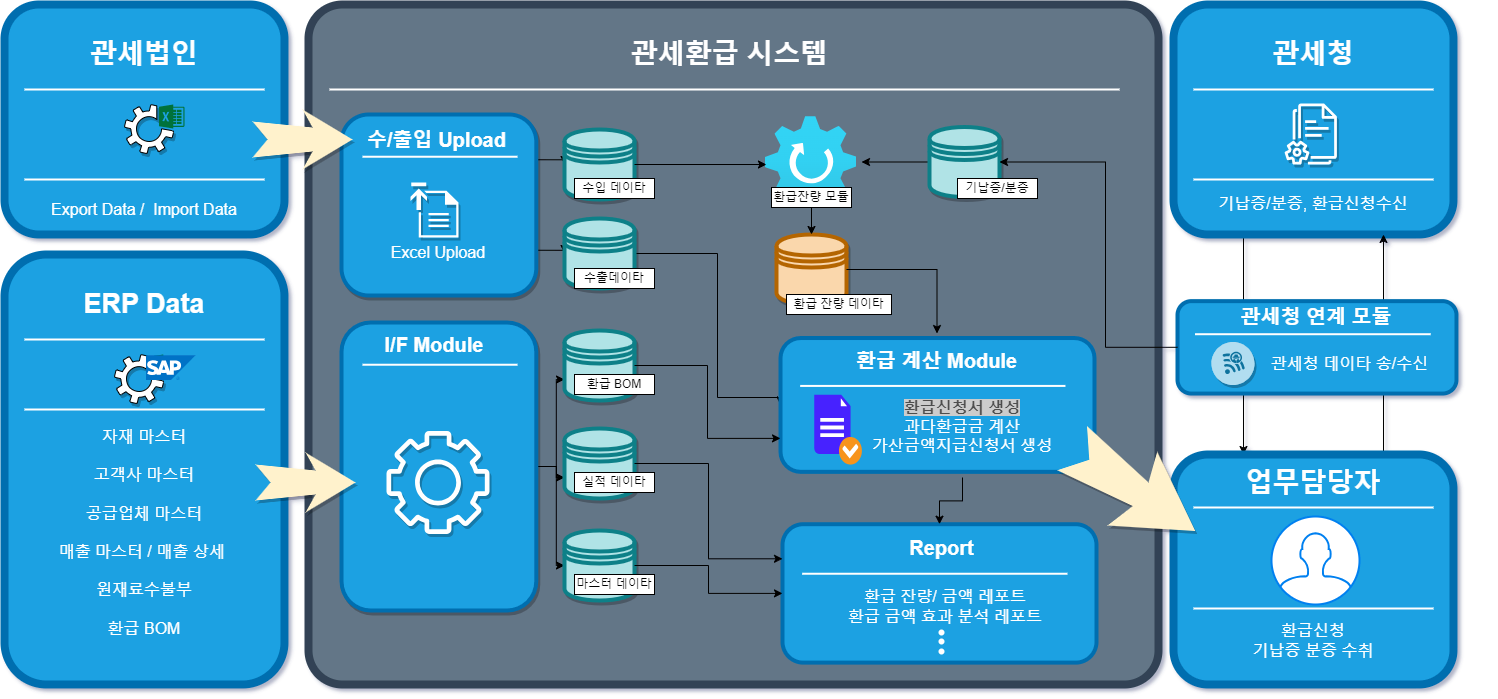 관세법인
Export Data / Import Data
ERP Data
SAP
자재 마스터
고객사 마스터
공급업체 마스터
매출 마스터 / 매출 상세
원재료수불부
환급 BOM
관세환급 시스템
수/출입 Upload
Excel Upload
I/F Module
수입 데이타
수출데이타
환급 BOM
실적 데이타
마스터 데이타
환급잔량 모듈
기납증/분증
환급 잔량 데이타
환급 계산 Module
환급신청서 생성
과다환급금 계산
가산금액지급신청서 생성
Report
환급 잔량/ 금액 레포트
환급 금액 효과 분석 레포트
관세청
기납증/분증, 환급신청수신
관세청 연계 모듈
관세청 데이타 송/수신
업무담당자
환급신청
기납증 분증 수취